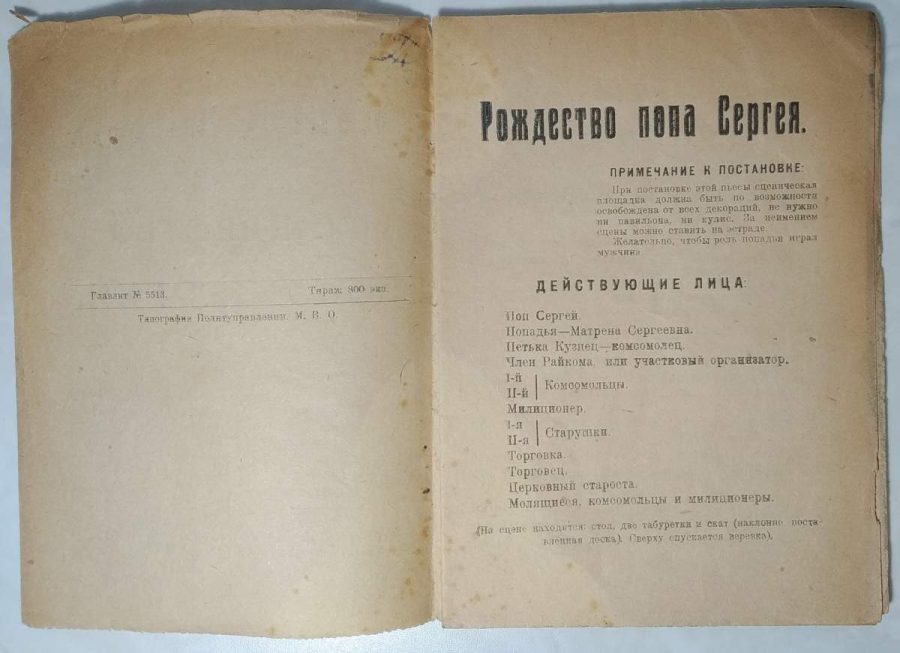 Главлит № 5513. Тираж 800 экз.
Типография Политуправлении. М. В. О.
Рождество попа Сергея.
ПРИМЕЧАНИЕ К ПОСТАНОВКЕ:
При постановке этой пьесы сценическая
площадка должна быть по возможности
освобождена от всех декораций, не нужно
ни павильона, ни кулис. За неимением
сцены можно ставить на эстраде.
Желательно, чтобы роль попадьи играл
мужчина
ДЕЙСТВУЮЩИЕ ЛИЦА:
Поп Сергей.
Попадья—Матрена Сергеевна.
Петька Кузнец—комсомолец.
Член Райкома или участковый организатор.
I-й
II-й | Комсомольцы.
Милиционер.
I-я
II-я | Старушки.
Торговка.
Торговец.
Церковный староста.
Молящиеся, комсомольцы и милиционеры.
(На сцене находятся: стол, две табуретки и скат (наклонно поста-
вленная доска). Сверху спускается веревка).